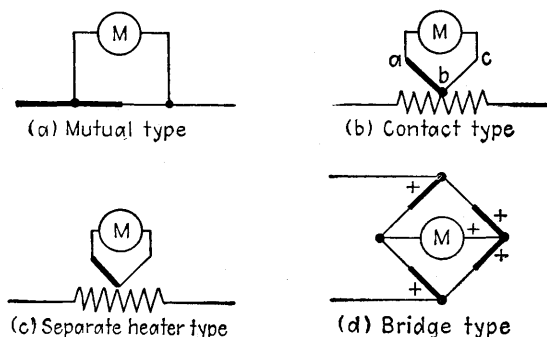 M
(a) Mutual type
M
a
b
c
(b) Contact type
M
(c) Separate heater type
+
+
M
+
+
+
(d) Bridge type